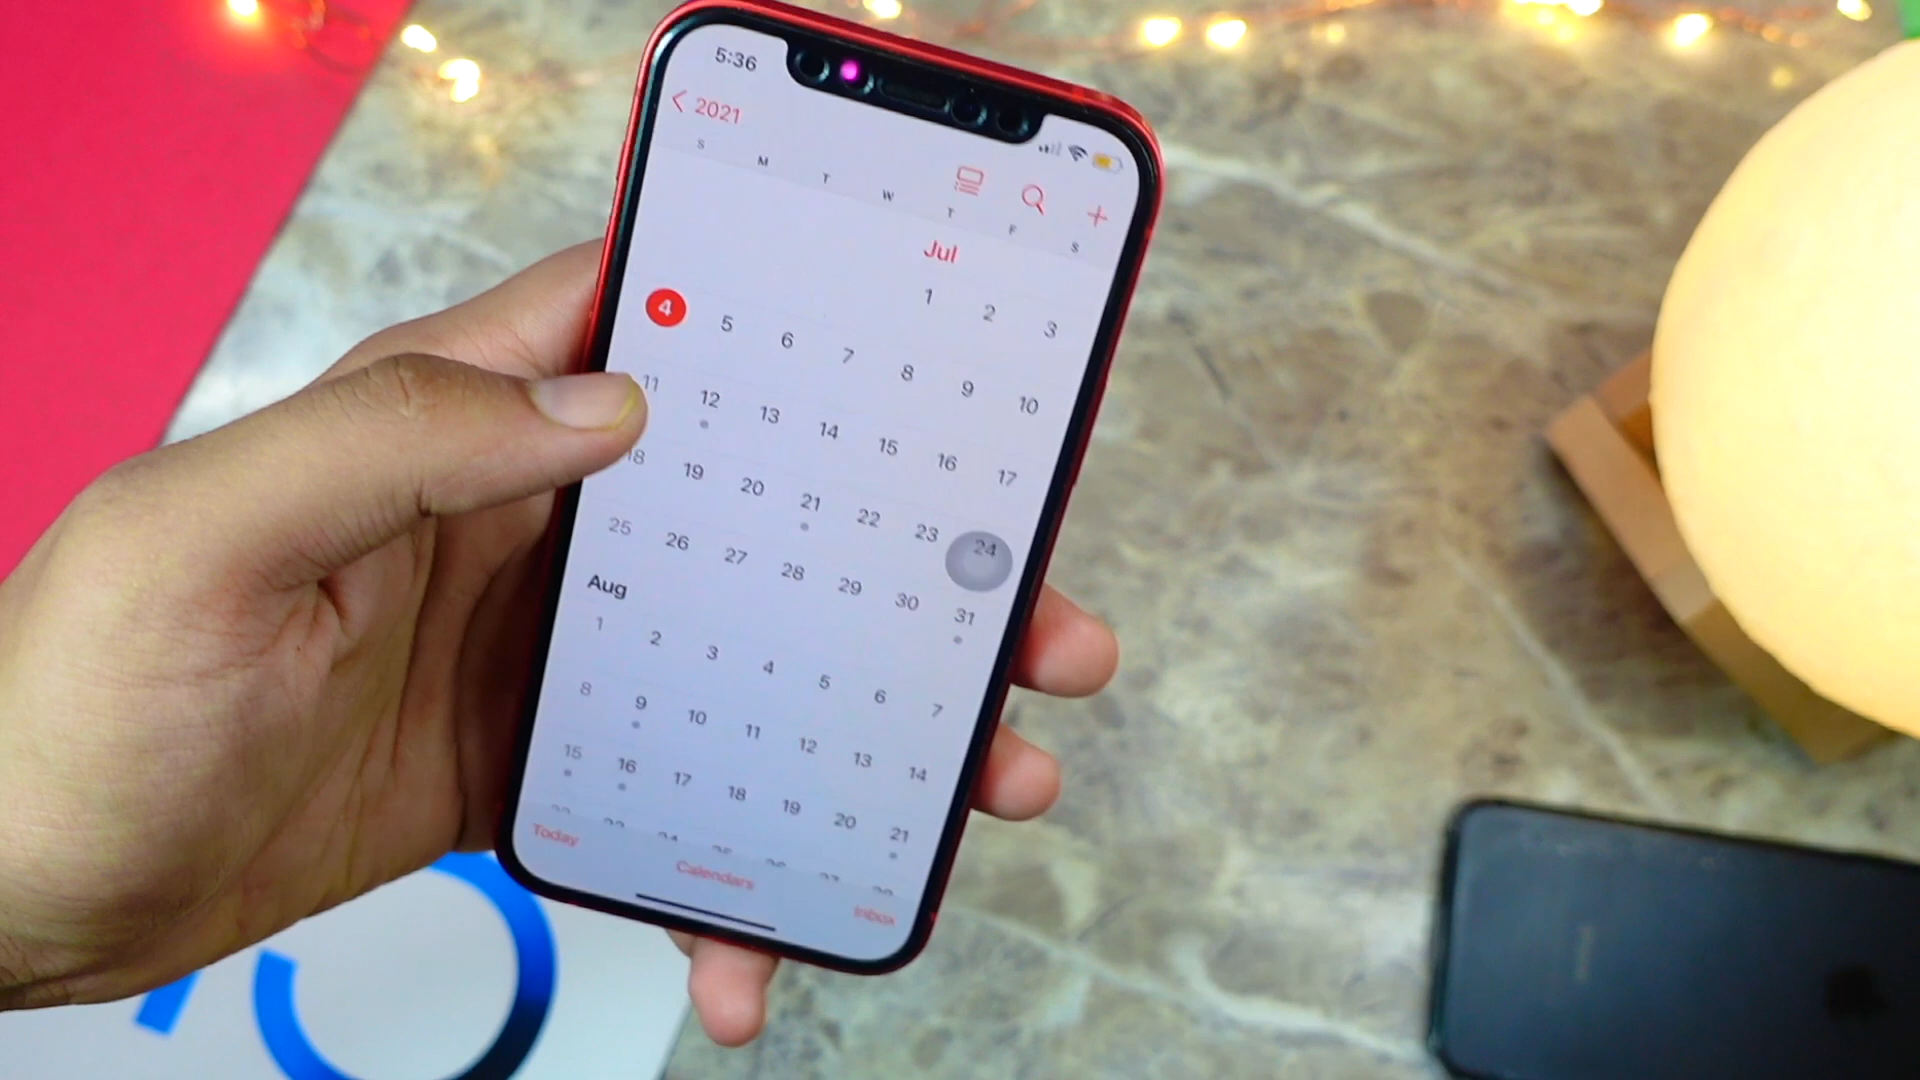 5:36
2021
S M T W T F S
Jul
1 2 3
4 5 6 7 8 9 10
11 12 13 14 15 16 17
18 19 20 21 22 23 24
25 26 27 28 29 30 31
Aug
1 2 3 4 5 6 7
8 9 10 11 12 13 14
15 16 17 18 19 20 21
Today Calendars Inbox